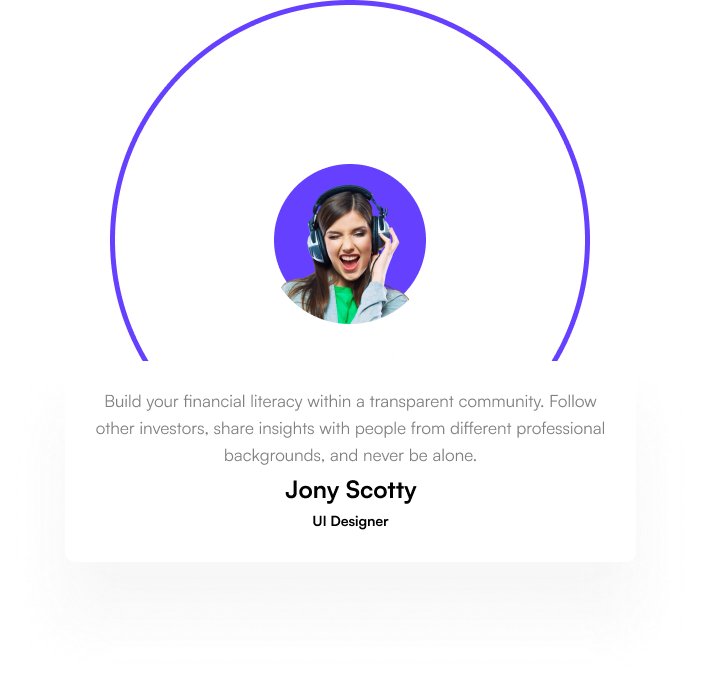 Build your financial literacy within a transparent community. Follow
other investors, share insights with people from different professional
backgrounds, and never be alone.
Jony Scotty
UI Designer